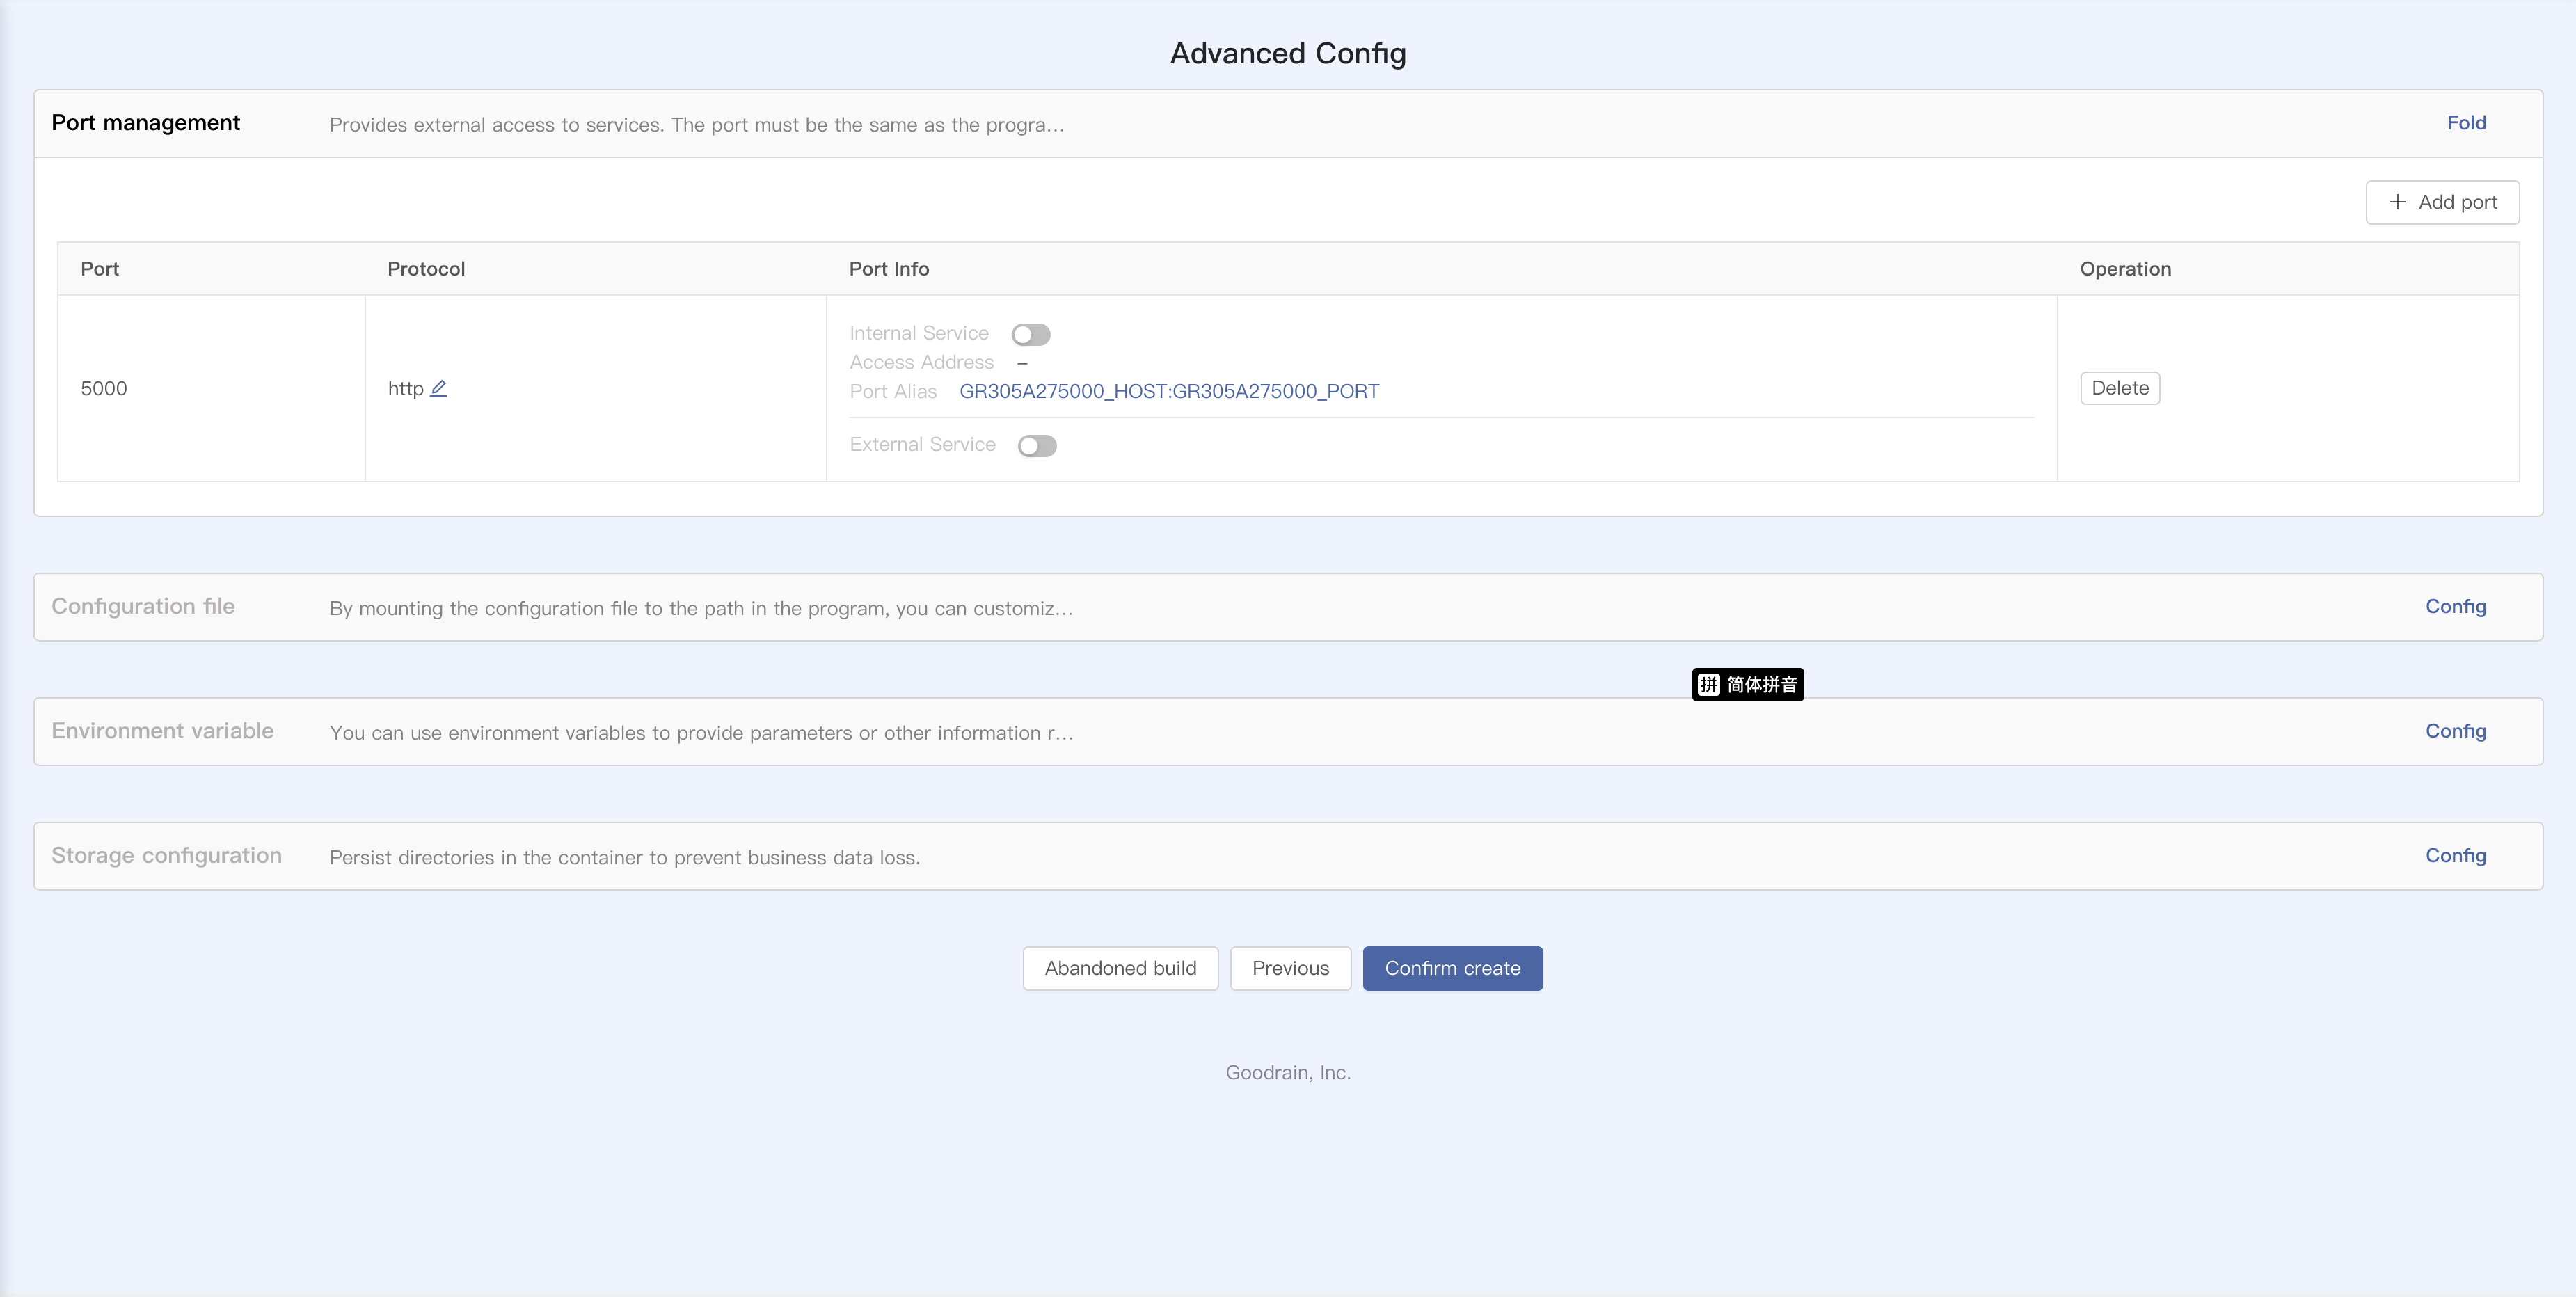 Advanced Config
Port management
Provides external access to services. The port must be the same as the progra...
Fold
+ Add port
Port
Protocol
Port Info
Operation
5000
http
Internal Service
Access Address –
Port Alias GR305A275000_HOST:GR305A275000_PORT
External Service
Delete
Configuration file
By mounting the configuration file to the path in the program, you can customiz...
Config
拼 简体拼音
Environment variable
You can use environment variables to provide parameters or other information r...
Config
Storage configuration
Persist directories in the container to prevent business data loss.
Config
Abandoned build
Previous
Confirm create
Goodrain, Inc.